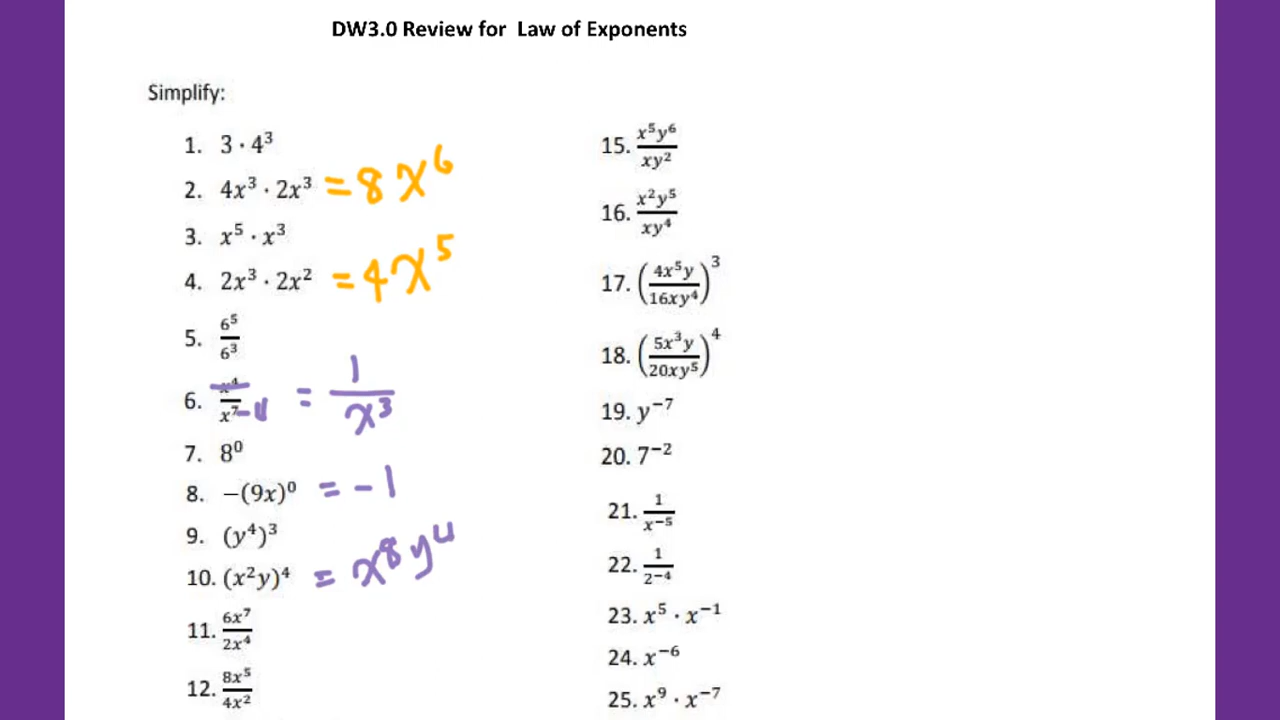 DW3.0 Review for Law of Exponents
Simplify:
1. 3 · 4³
2. 4x³ · 2x³ = 8x⁶
3. x⁵ · x³
4. 2x³ · 2x² = 4x⁵
5. 6⁵/6³
6. x⁴/x⁷⁻⁴ = 1/x³
7. 8⁰
8. −(9x)⁰ = −1
9. (y⁴)³
10. (x²y)⁴ = x⁸y⁴
11. 6x⁷/2x⁴
12. 8x⁵/4x²
15. x⁵y⁶/xy²
16. x²y⁵/xy⁴
17. (4x⁵y/16xy⁴)³
18. (5x³y/20xy⁵)⁴
19. y⁻⁷
20. 7⁻²
21. 1/x⁻⁵
22. 1/2⁻⁴
23. x⁵ · x⁻¹
24. x⁻⁶
25. x⁹ · x⁻⁷